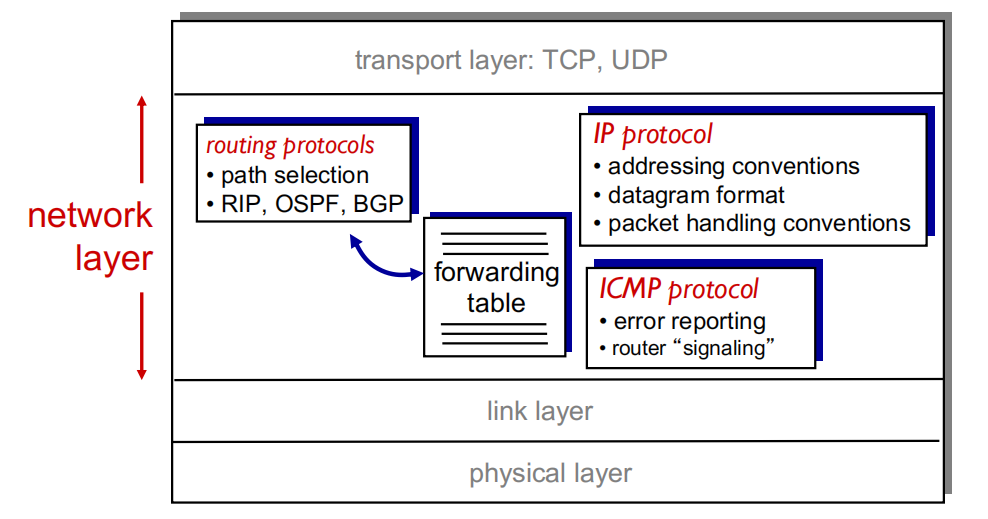 transport layer: TCP, UDP
network
layer
routing protocols
• path selection
• RIP, OSPF, BGP
forwarding
table
IP protocol
• addressing conventions
• datagram format
• packet handling conventions
ICMP protocol
• error reporting
• router “signaling”
link layer
physical layer